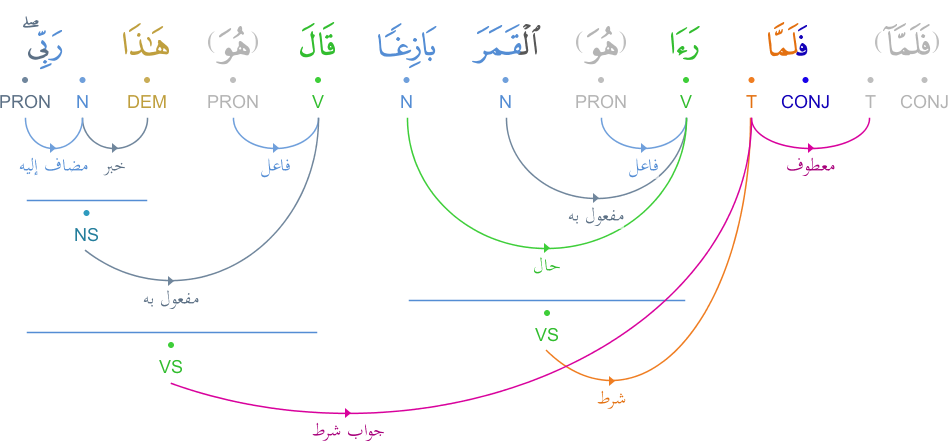 (فَلَمَّآ) فَلَمَّا رَءَا (هُوَ) ٱلْقَمَرَ بَازِغًا قَالَ (هُوَ) هَٰذَا رَبِّىۖ
PRON N DEM PRON V N N PRON V T CONJ T CONJ
مضاف إليه خبر فاعل فاعل معطوف
مفعول به
NS
حال
مفعول به
VS
VS
شرط
جواب شرط